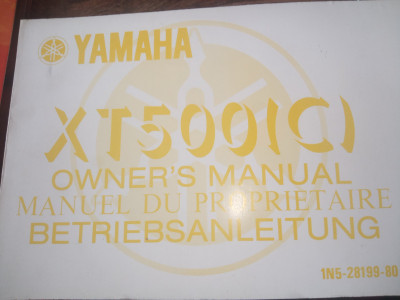 YAMAHA
XT500(C)
OWNER'S MANUAL
MANUEL DU PROPRIETAIRE
BETRIEBSANLEITUNG
1N5-28199-80